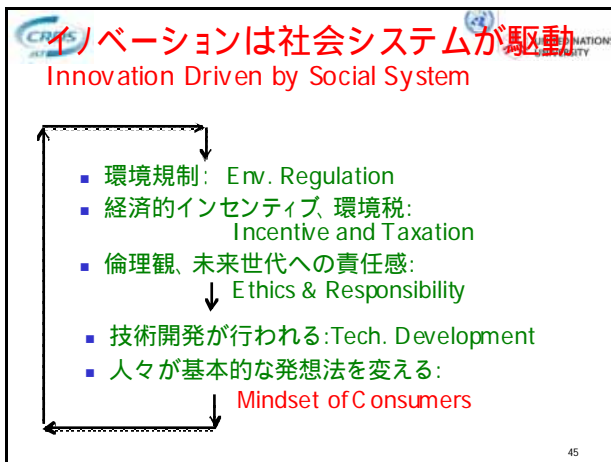 CRDS
イノベーションは社会システムが駆動
UNITED NATIONS
UNIVERSITY
Innovation Driven by Social System
環境規制: Env. Regulation
経済的インセンティブ、環境税:
Incentive and Taxation
倫理観、未来世代への責任感:
Ethics & Responsibility
技術開発が行われる:Tech. Development
人々が基本的な発想法を変える:
Mindset of Consumers
45